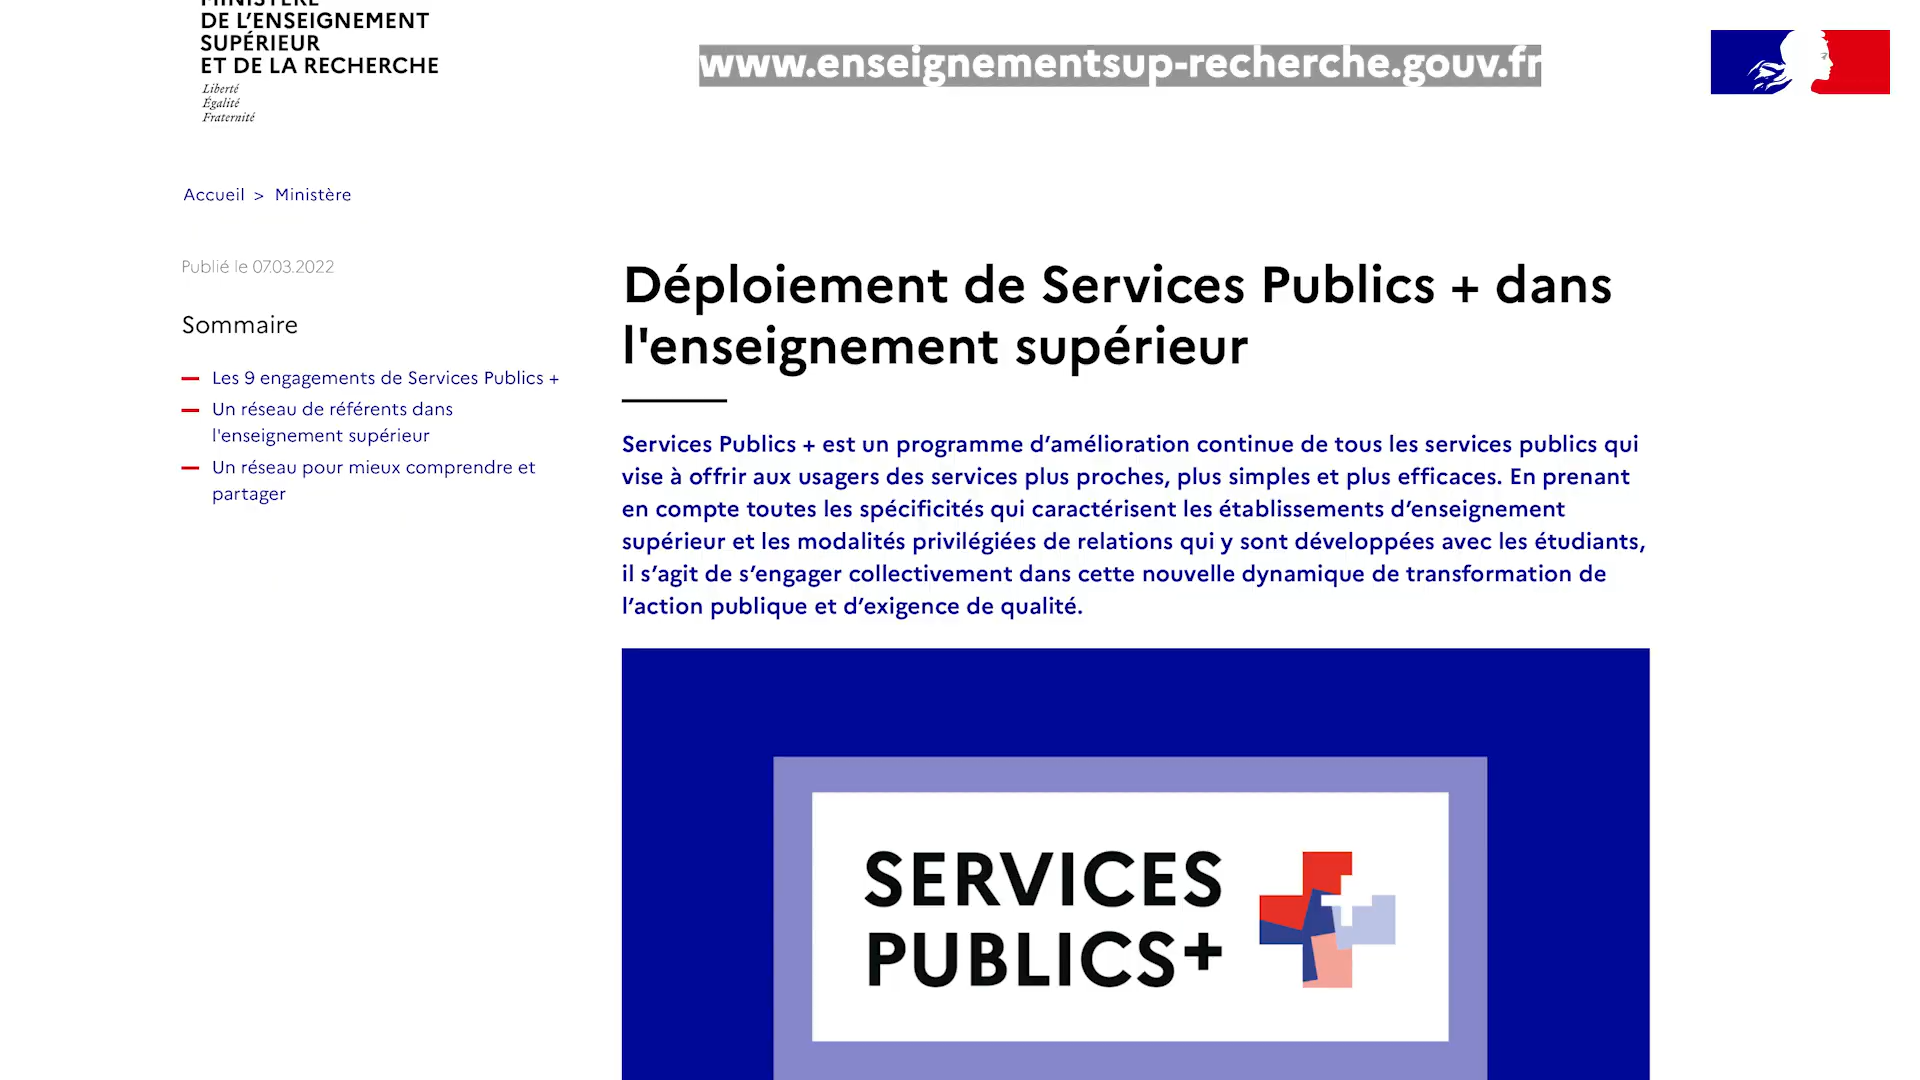 MINISTÈRE
DE L'ENSEIGNEMENT
SUPÉRIEUR
ET DE LA RECHERCHE
Liberté
Égalité
Fraternité
www.enseignementsup-recherche.gouv.fr
Accueil > Ministère
Publié le 07.03.2022
Sommaire
Les 9 engagements de Services Publics +
Un réseau de référents dans
l'enseignement supérieur
Un réseau pour mieux comprendre et
partager
Déploiement de Services Publics + dans
l'enseignement supérieur
Services Publics + est un programme d’amélioration continue de tous les services publics qui
vise à offrir aux usagers des services plus proches, plus simples et plus efficaces. En prenant
en compte toutes les spécificités qui caractérisent les établissements d’enseignement
supérieur et les modalités privilégiées de relations qui y sont développées avec les étudiants,
il s’agit de s’engager collectivement dans cette nouvelle dynamique de transformation de
l’action publique et d’exigence de qualité.
SERVICES
PUBLICS+